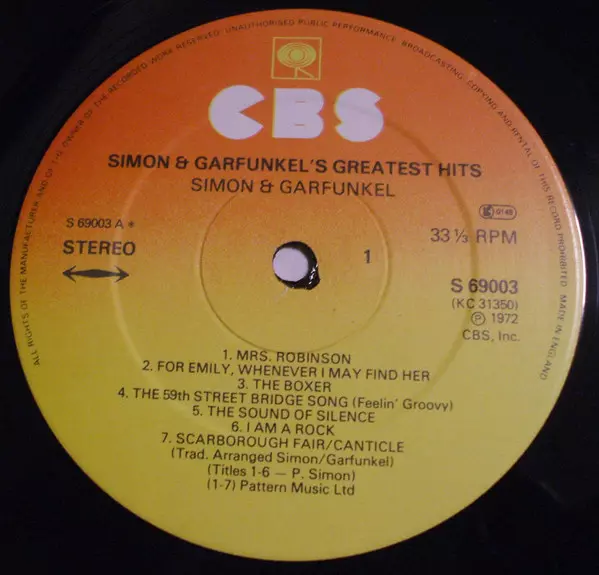 ALL RIGHTS OF THE MANUFACTURER AND OF THE OWNER OF THE RECORDED WORK RESERVED. UNAUTHORISED PUBLIC PERFORMANCE, BROADCASTING, COPYING AND RENTAL OF THIS RECORD PROHIBITED. MADE IN ENGLAND
CBS
SIMON & GARFUNKEL'S GREATEST HITS
SIMON & GARFUNKEL
S 69003 A *
STEREO
33⅓ RPM
1
S 69003
(KC 31350)
℗ 1972
CBS, Inc.
1. MRS. ROBINSON
2. FOR EMILY, WHENEVER I MAY FIND HER
3. THE BOXER
4. THE 59th STREET BRIDGE SONG (Feelin' Groovy)
5. THE SOUND OF SILENCE
6. I AM A ROCK
7. SCARBOROUGH FAIR/CANTICLE
(Trad. Arranged Simon/Garfunkel)
(Titles 1-6 — P. Simon)
(1-7) Pattern Music Ltd